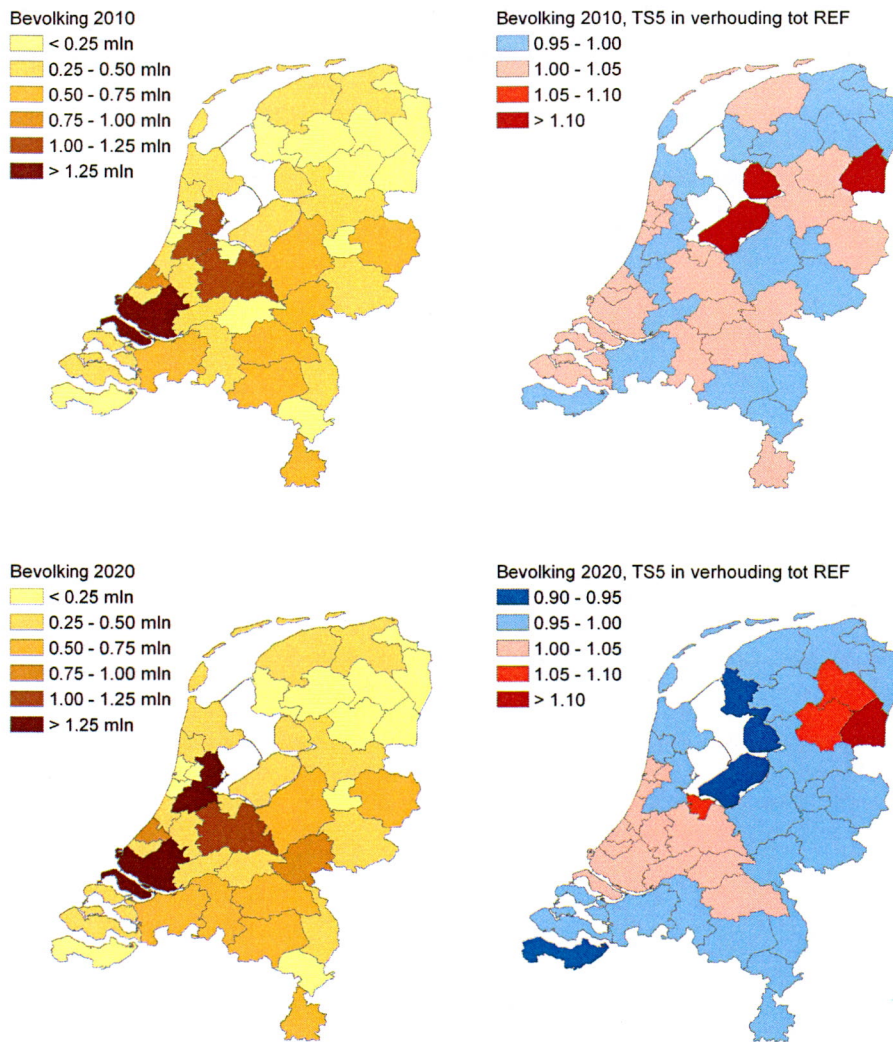 Bevolking 2010
< 0.25 mln
0.25 - 0.50 mln
0.50 - 0.75 mln
0.75 - 1.00 mln
1.00 - 1.25 mln
> 1.25 mln
Bevolking 2010, TS5 in verhouding tot REF
0.95 - 1.00
1.00 - 1.05
1.05 - 1.10
> 1.10
Bevolking 2020
< 0.25 mln
0.25 - 0.50 mln
0.50 - 0.75 mln
0.75 - 1.00 mln
1.00 - 1.25 mln
> 1.25 mln
Bevolking 2020, TS5 in verhouding tot REF
0.90 - 0.95
0.95 - 1.00
1.00 - 1.05
1.05 - 1.10
> 1.10